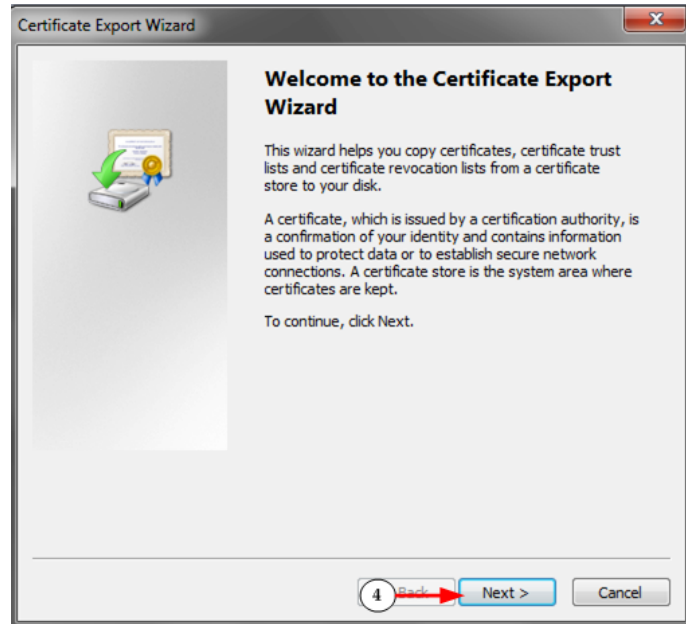 Certificate Export Wizard
Welcome to the Certificate Export
Wizard
This wizard helps you copy certificates, certificate trust
lists and certificate revocation lists from a certificate
store to your disk.
A certificate, which is issued by a certification authority, is
a confirmation of your identity and contains information
used to protect data or to establish secure network
connections. A certificate store is the system area where
certificates are kept.
To continue, click Next.
4 Back Next > Cancel